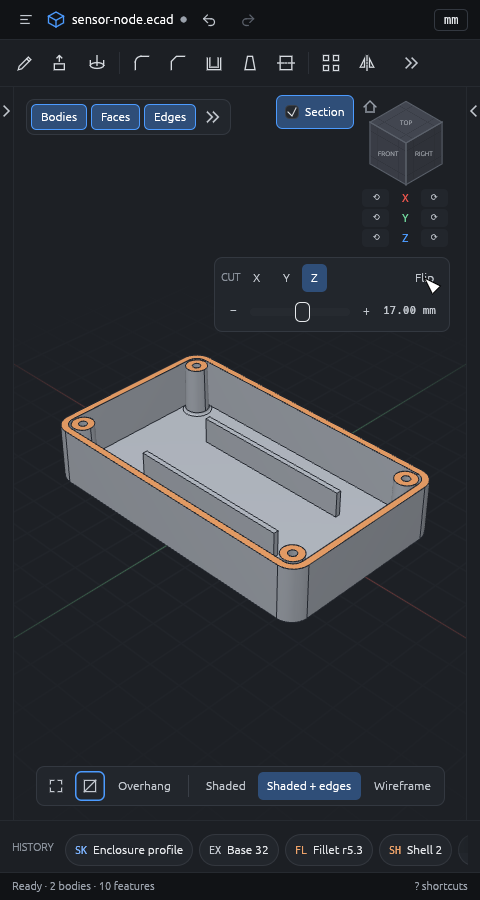 sensor-node.ecad
mm
Bodies
Faces
Edges
Section
TOP
FRONT
RIGHT
X
Y
Z
CUT X Y Z
− + 17.00 mm
Overhang
Shaded
Shaded + edges
Wireframe
HISTORY
SK Enclosure profile
EX Base 32
FL Fillet r5.3
SH Shell 2
Ready · 2 bodies · 10 features
? shortcuts